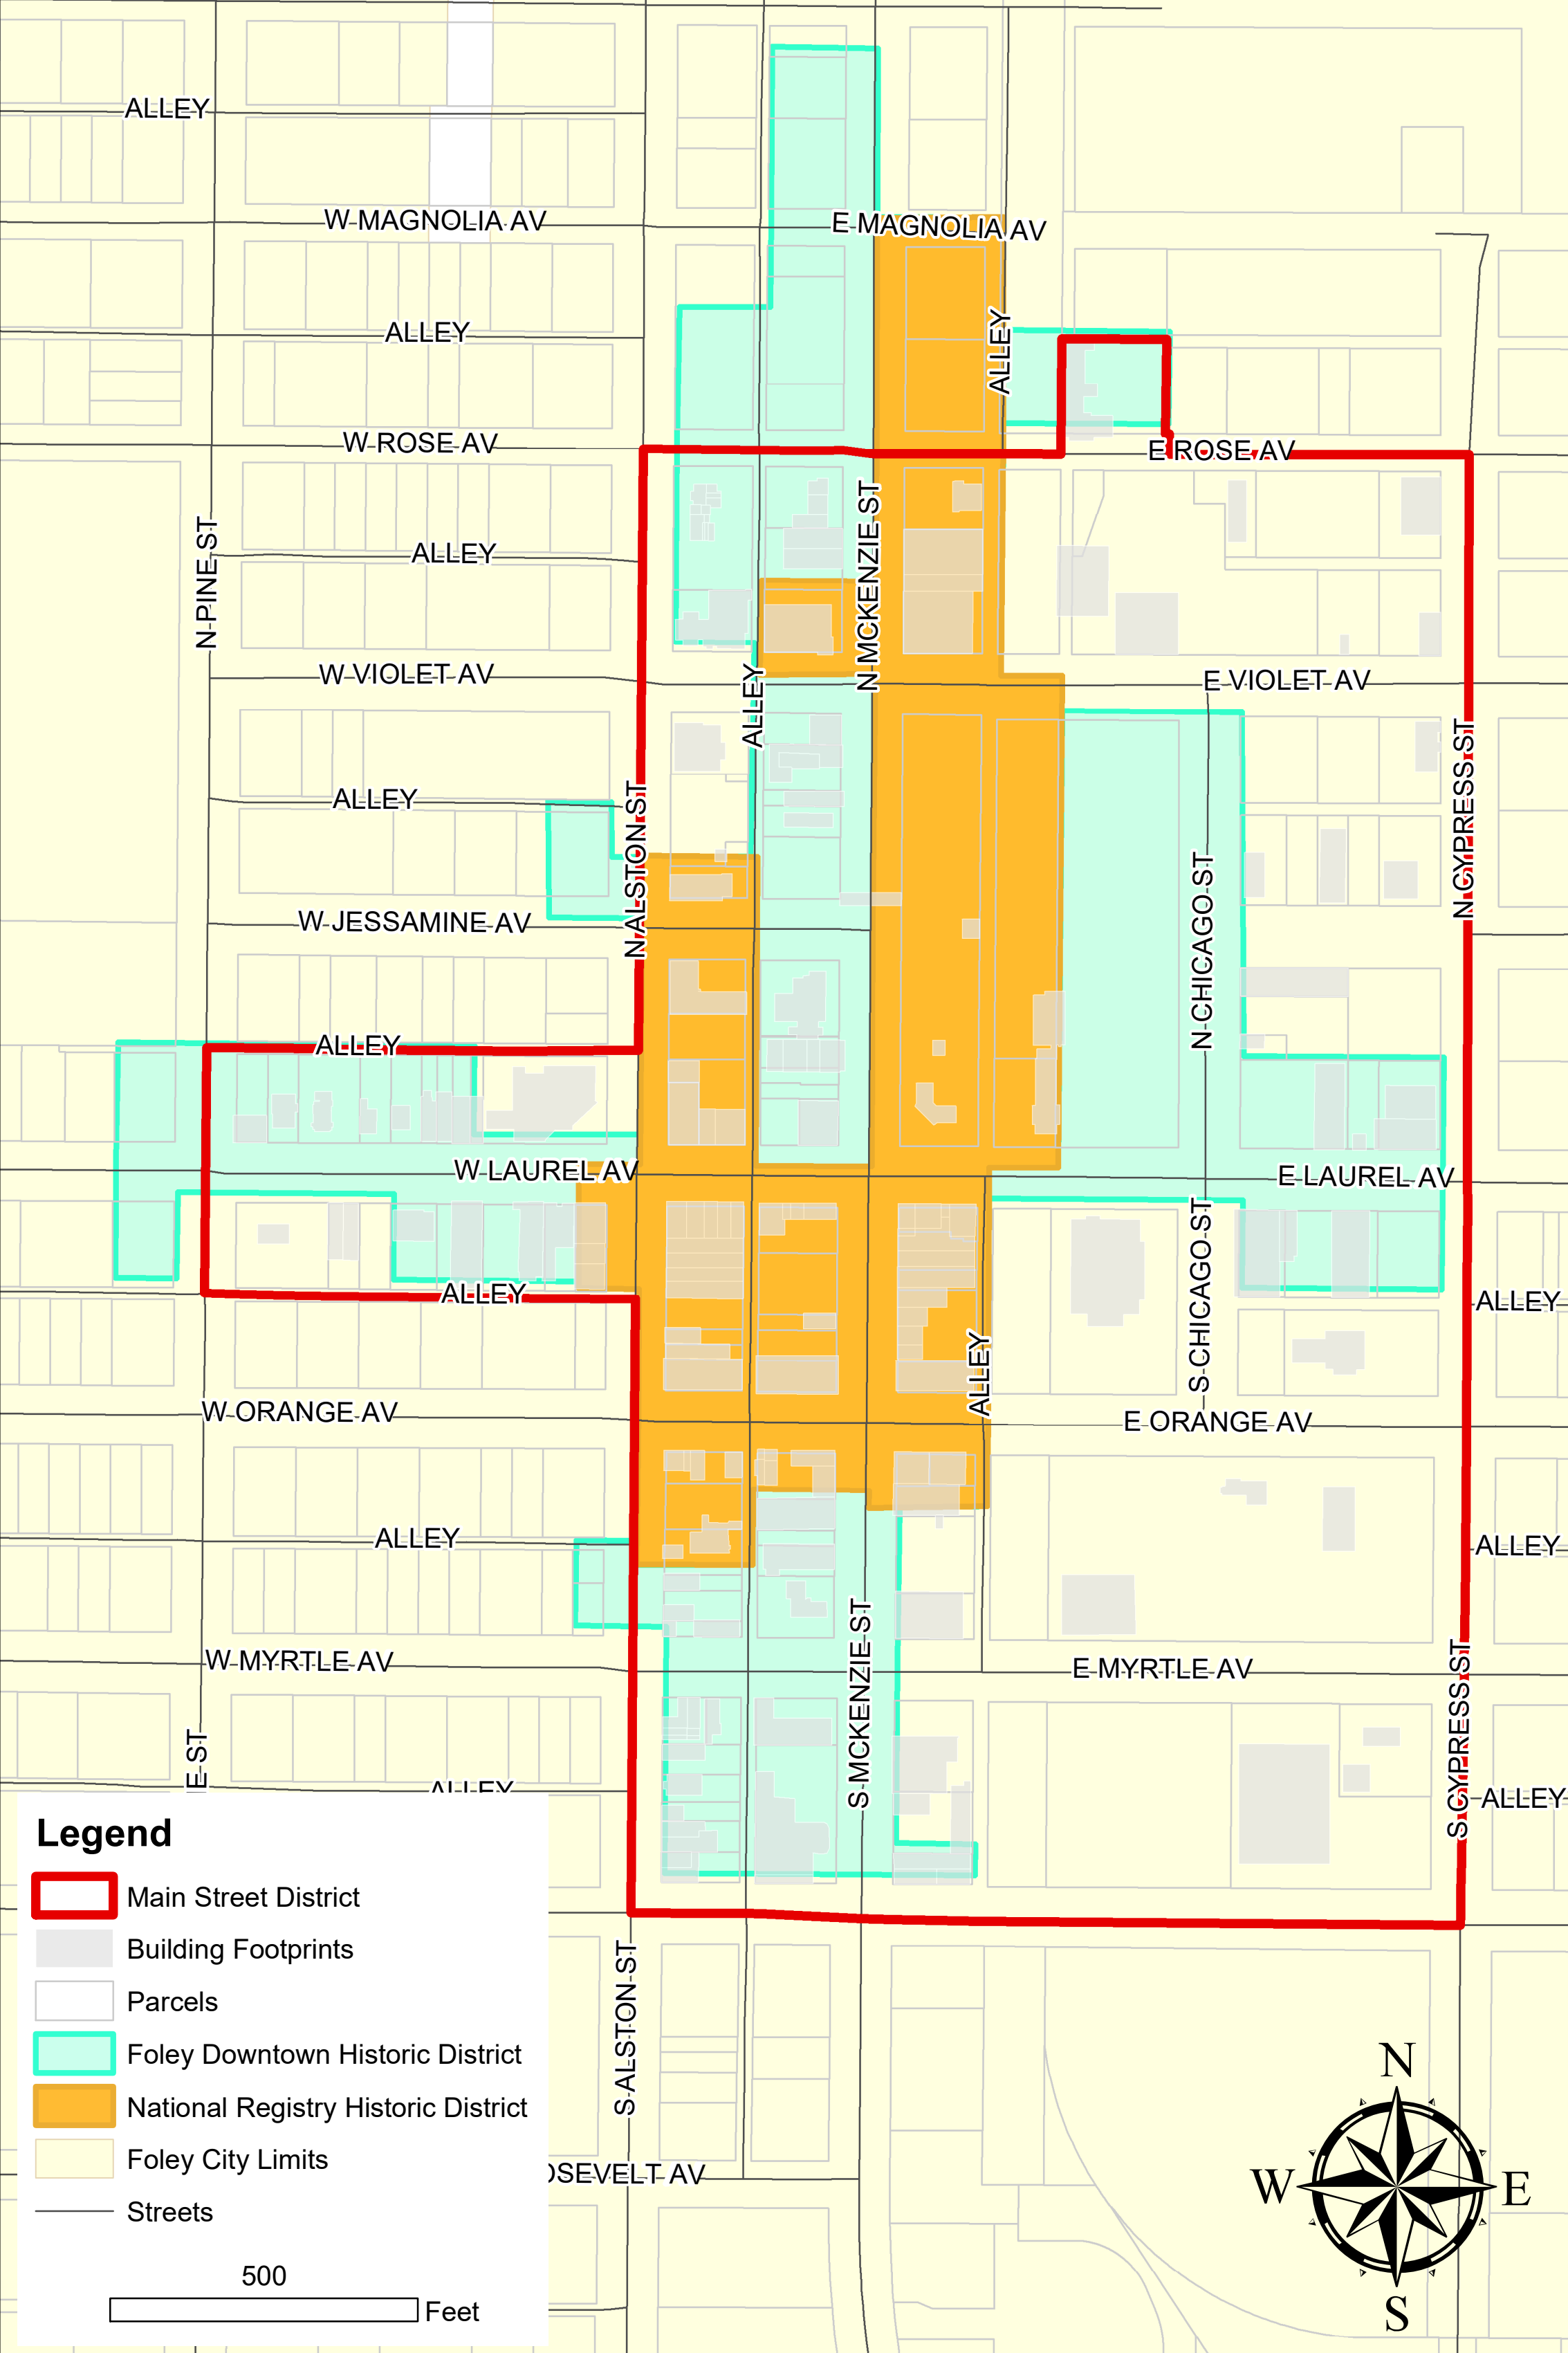 ALLEY
W MAGNOLIA AV
E MAGNOLIA AV
ALLEY
ALLEY
W ROSE AV
E ROSE AV
N PINE ST
ALLEY
N MCKENZIE ST
W VIOLET AV
E VIOLET AV
ALLEY
ALLEY
N ALSTON ST
N CYPRESS ST
W JESSAMINE AV
N CHICAGO ST
ALLEY
W LAUREL AV
E LAUREL AV
ALLEY
S CHICAGO ST
ALLEY
ALLEY
W ORANGE AV
E ORANGE AV
ALLEY
ALLEY
W MYRTLE AV
E MYRTLE AV
S MCKENZIE ST
S CYPRESS ST
E ST
ALLEY
ALLEY
Legend
Main Street District
Building Footprints
Parcels
Foley Downtown Historic District
National Registry Historic District
Foley City Limits
Streets
500
Feet
S ALSTON ST
OSEVELT AV
N
W
E
S